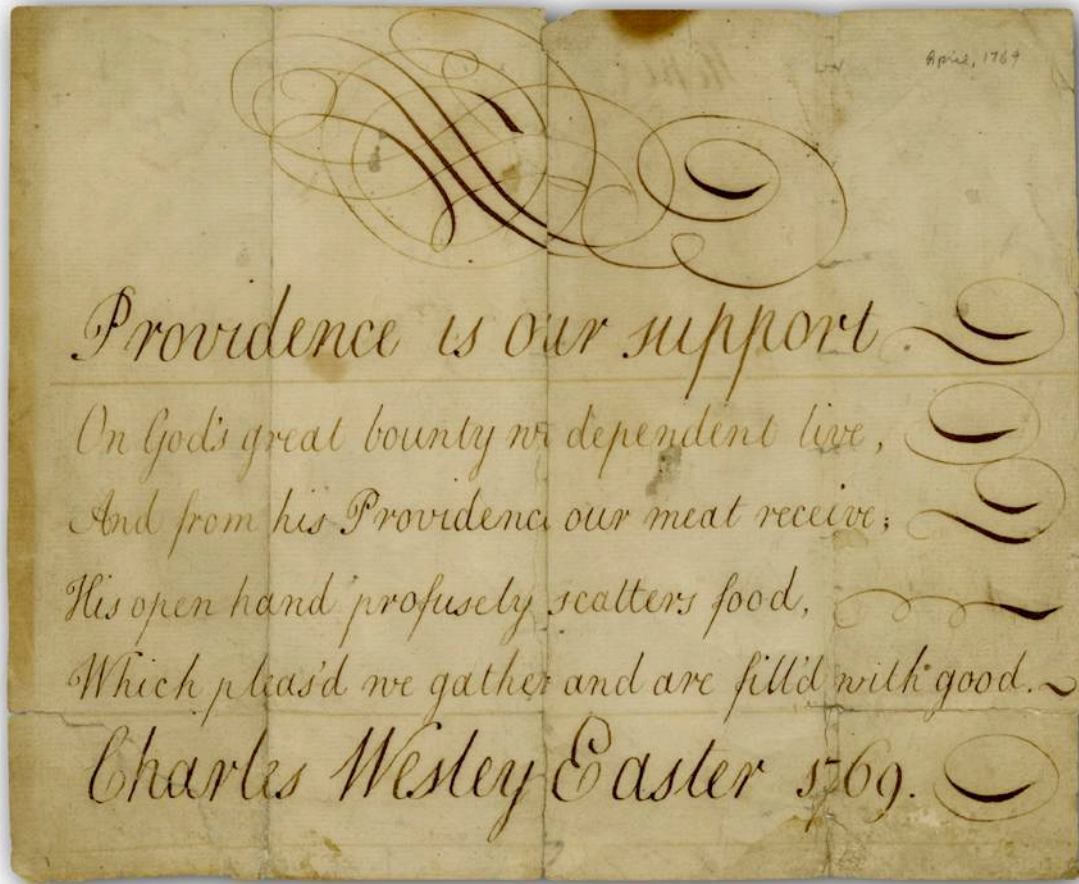 April, 1769
Providence is our support.
On God's great bounty we dependent live,
And from his Providence our meat receive;
His open hand profusely scatters food,
Which pleas'd we gather and are fill'd with good.
Charles Wesley Easter 1769.